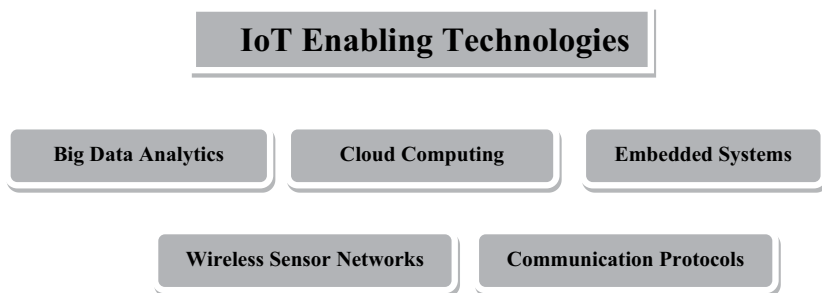 IoT Enabling Technologies
Big Data Analytics
Cloud Computing
Embedded Systems
Wireless Sensor Networks
Communication Protocols